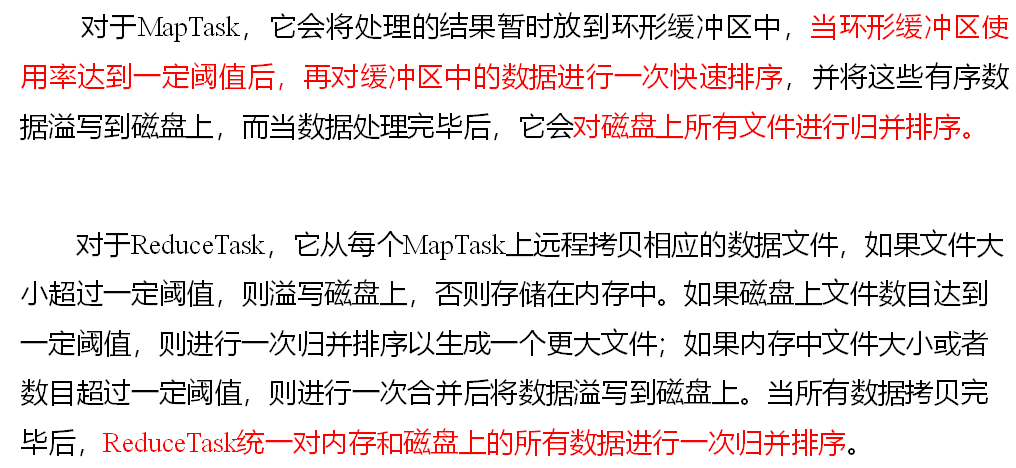 对于MapTask，它会将处理的结果暂时放到环形缓冲区中，当环形缓冲区使
用率达到一定阈值后，再对缓冲区中的数据进行一次快速排序，并将这些有序数
据溢写到磁盘上，而当数据处理完毕后，它会对磁盘上所有文件进行归并排序。
对于ReduceTask，它从每个MapTask上远程拷贝相应的数据文件，如果文件大
小超过一定阈值，则溢写磁盘上，否则存储在内存中。如果磁盘上文件数目达到
一定阈值，则进行一次归并排序以生成一个更大文件；如果内存中文件大小或者
数目超过一定阈值，则进行一次合并后将数据溢写到磁盘上。当所有数据拷贝完
毕后，ReduceTask统一对内存和磁盘上的所有数据进行一次归并排序。